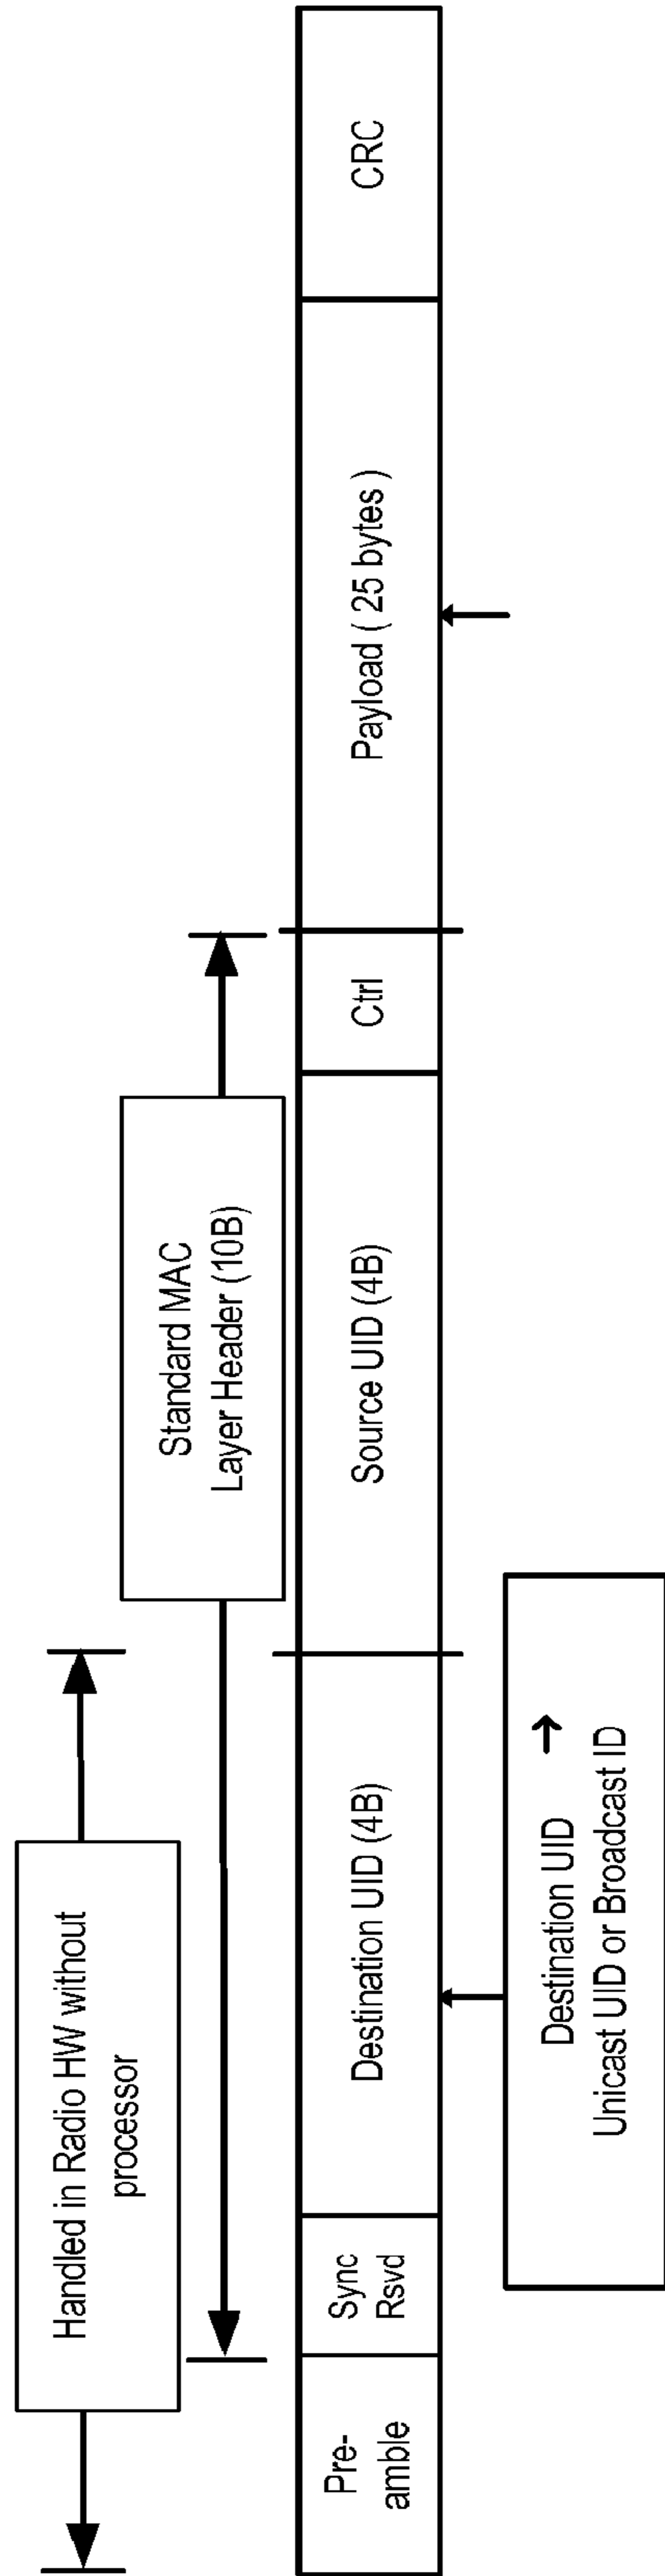 Handled in Radio HW without
processor
Standard MAC
Layer Header (10B)
Pre-
amble
Sync
Rsvd
Destination UID (4B)
Source UID (4B)
Ctrl
Payload ( 25 bytes )
CRC
Destination UID →
Unicast UID or Broadcast ID